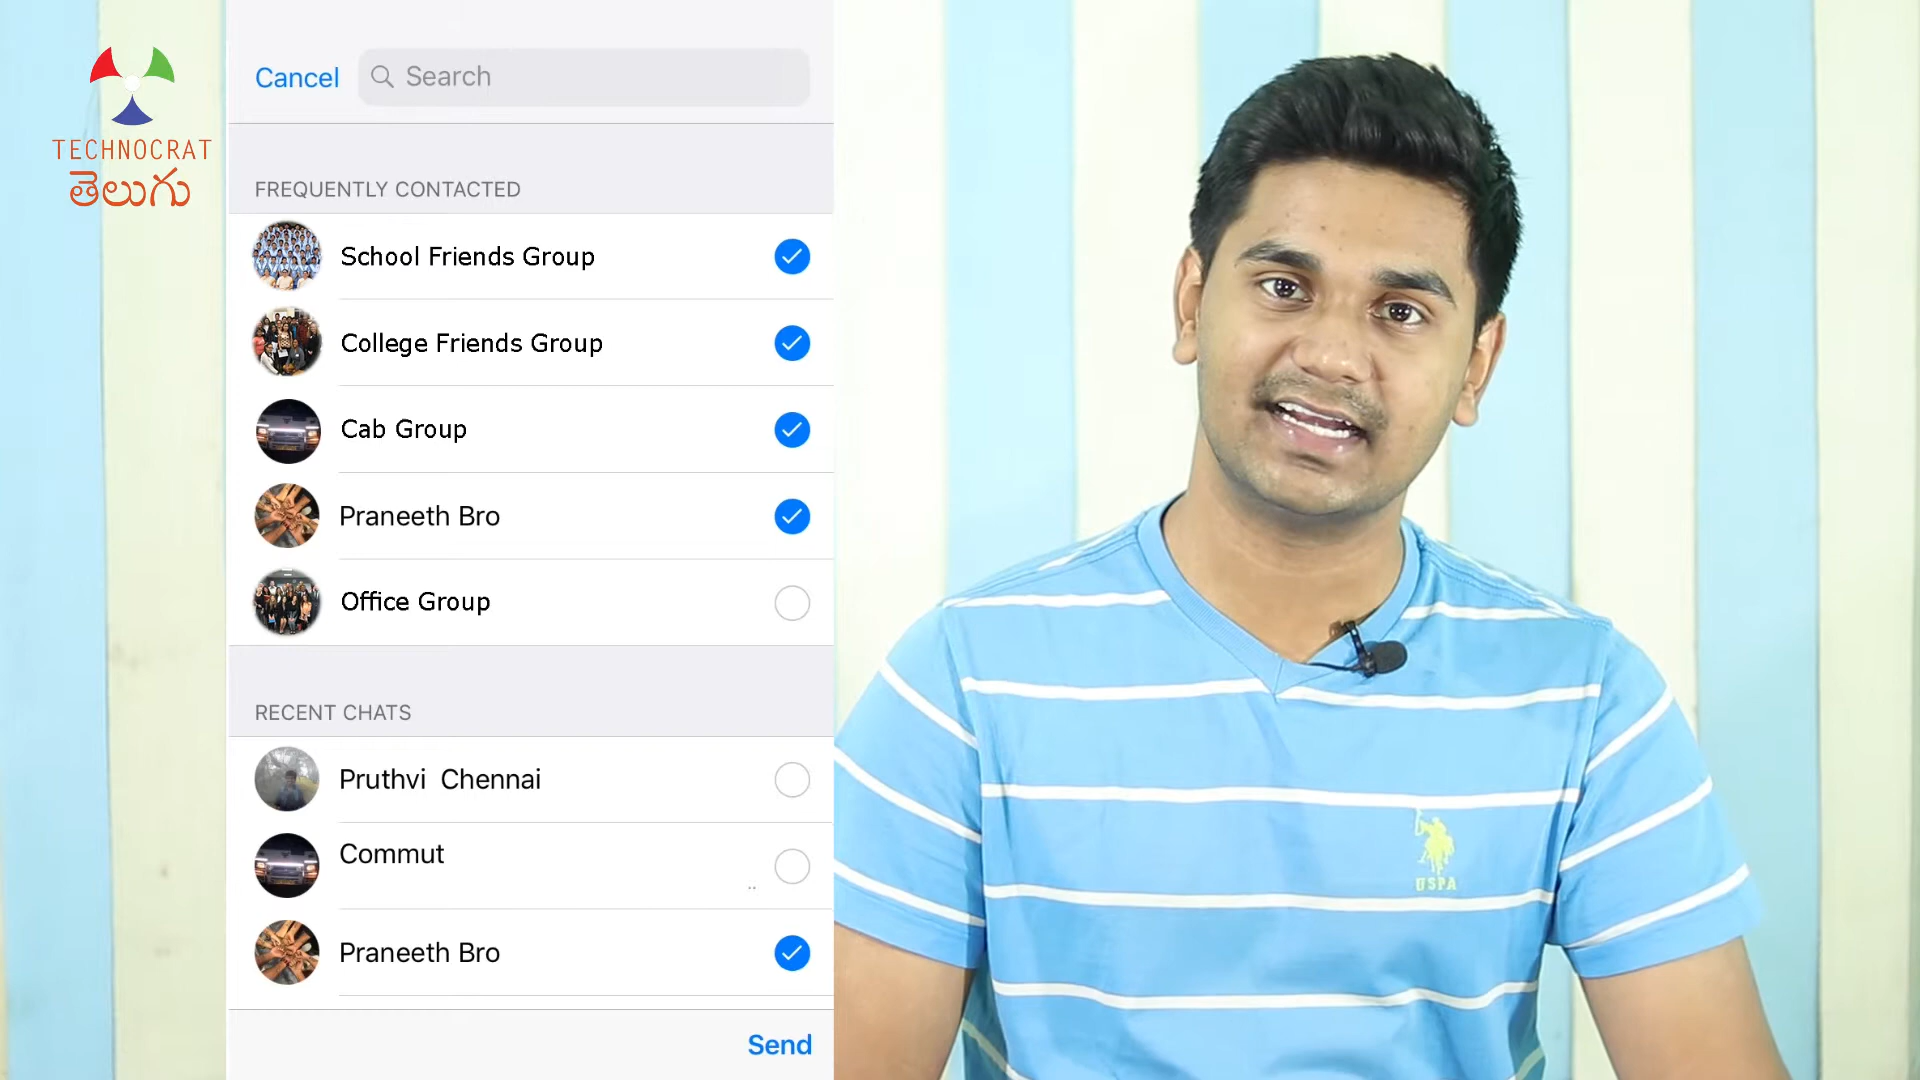 TECHNOCRAT
తెలుగు
Cancel
Search
FREQUENTLY CONTACTED
School Friends Group
College Friends Group
Cab Group
Praneeth Bro
Office Group
RECENT CHATS
Pruthvi Chennai
Commut
..
Praneeth Bro
Send
USPA